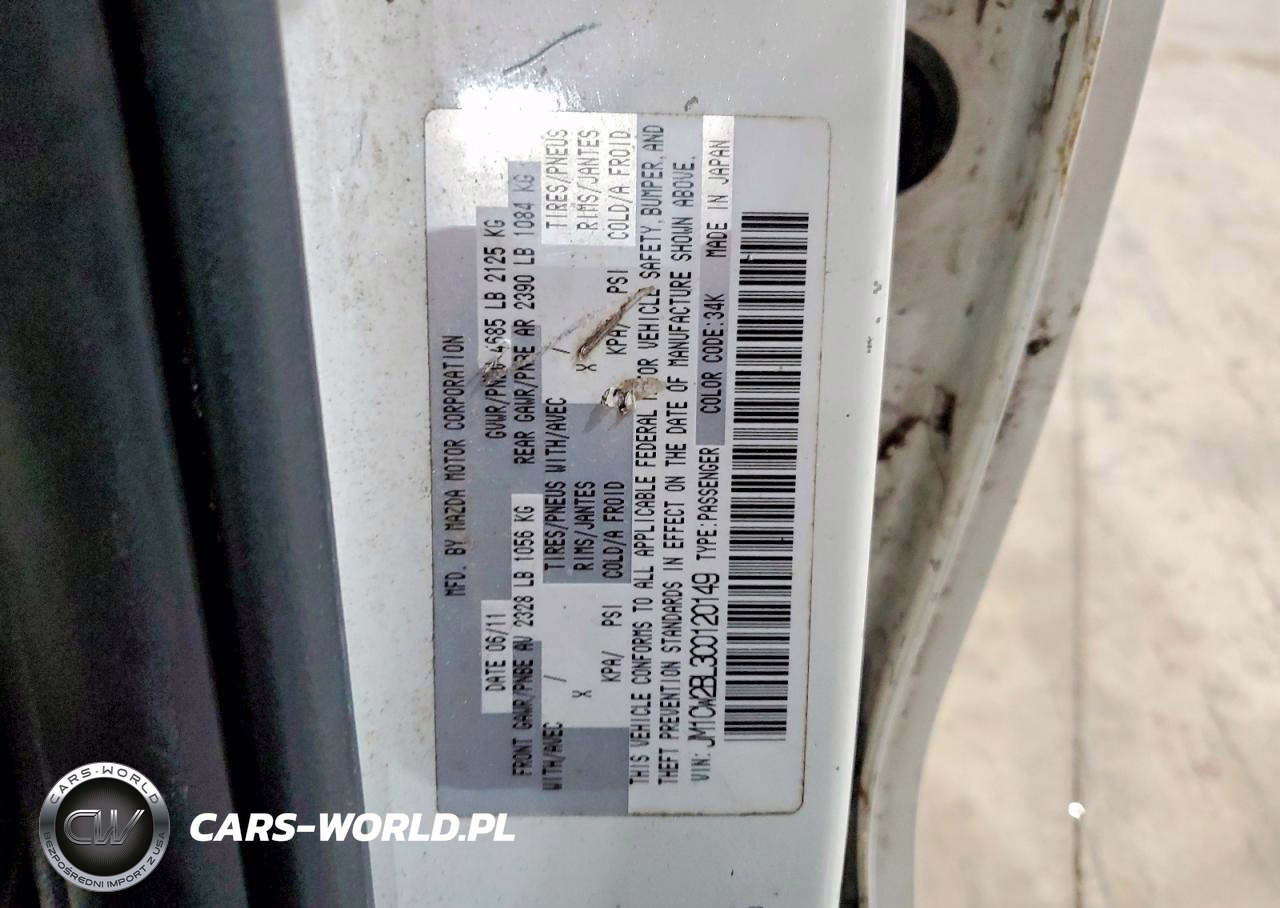 MFD. BY MAZDA MOTOR CORPORATION
DATE 06/11 4685 LB 2125 KG
FRONT GAWR/PNBE AV 2328 LB 1056 KG REAR GAWR/PNBE AR 2390 LB 1084 KG
WITH/AVEC TIRES/PNEUS WITH/AVEC TIRES/PNEUS
X / RIMS/JANTES X / RIMS/JANTES
KPA/ PSI COLD/A FROID KPA/ PSI COLD/A FROID
THIS VEHICLE CONFORMS TO ALL APPLICABLE FEDERAL VEHICLE SAFETY, BUMPER, AND
THEFT PREVENTION STANDARDS IN EFFECT ON THE DATE OF MANUFACTURE SHOWN ABOVE.
VIN: JM1CW2BL3C0120149 TYPE:PASSENGER COLOR CODE:34K MADE IN JAPAN
CARS-WORLD
CW
BEZPOŚREDNI IMPORT Z USA
CARS-WORLD.PL